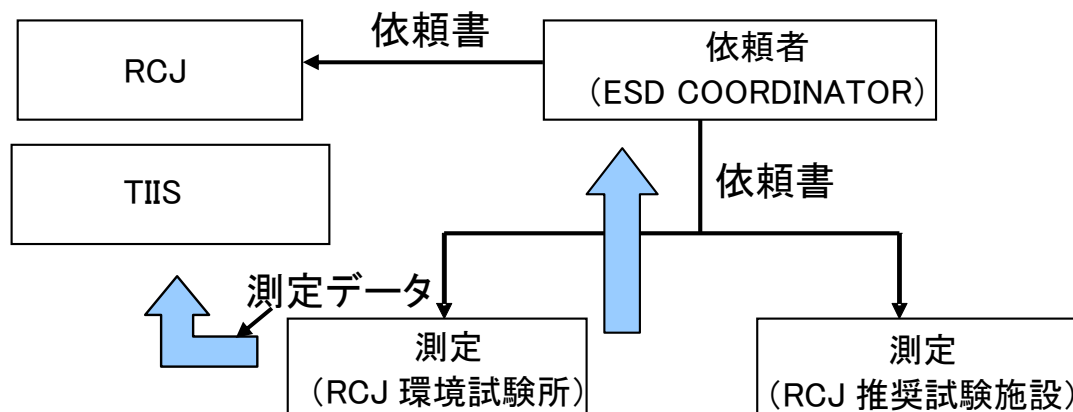 依頼書
RCJ
依頼者
（ESD COORDINATOR）
TIIS
依頼書
測定データ
測定
（RCJ 環境試験所）
測定
（RCJ 推奨試験施設）